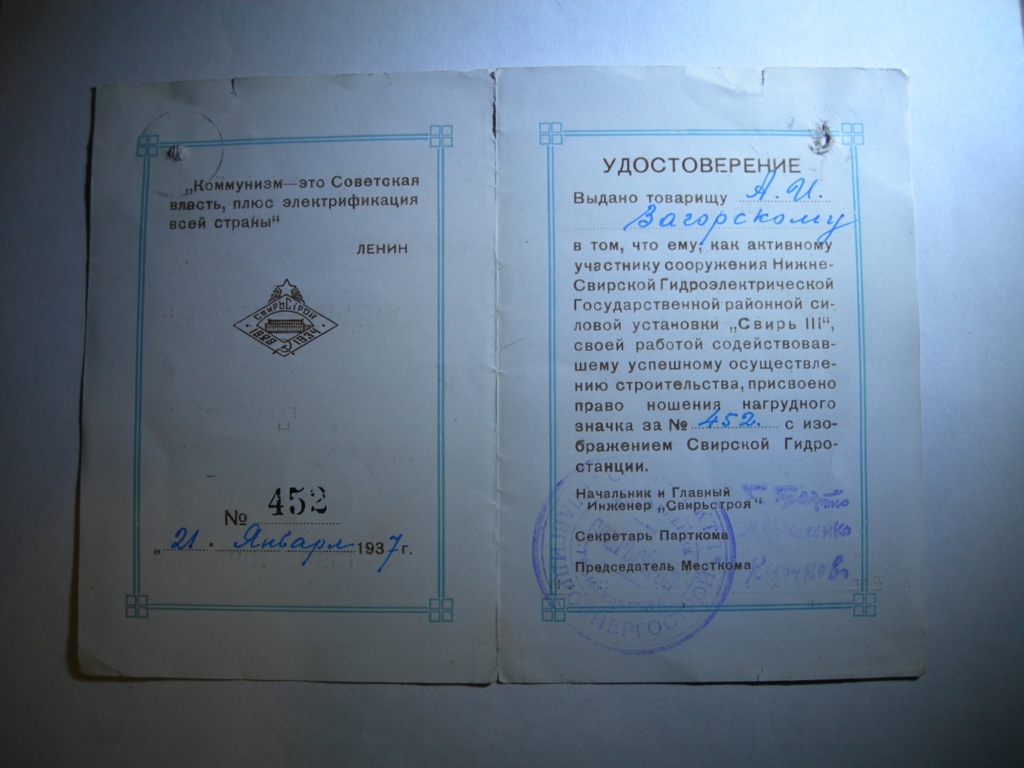 „Коммунизм—это Советская
власть, плюс электрификация
всей страны“
ЛЕНИН
СВИРЬСТРОЙ
№ 452
„21. Января 1937 г.
УДОСТОВЕРЕНИЕ
Выдано товарищу А. И.
Загорскому
в том, что ему, как активному
участнику сооружения Нижне-
Свирской Гидроэлектрической
Государственной районной си-
ловой установки „Свирь III“,
своей работой содействовав-
шему успешному осуществле-
нию строительства, присвоено
право ношения нагрудного
значка за № 452. с изо-
бражением Свирской Гидро-
станции.
Начальник и Главный
Инженер „Свирьстроя“
Секретарь Парткома
Председатель Месткома